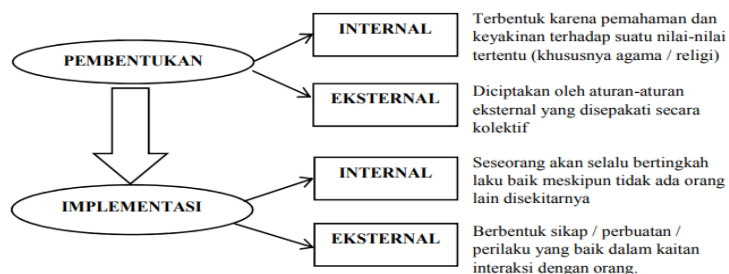 PEMBENTUKAN
INTERNAL
Terbentuk karena pemahaman dan
keyakinan terhadap suatu nilai-nilai
tertentu (khususnya agama / religi)
EKSTERNAL
Diciptakan oleh aturan-aturan
eksternal yang disepakati secara
kolektif
IMPLEMENTASI
INTERNAL
Seseorang akan selalu bertingkah
laku baik meskipun tidak ada orang
lain disekitarnya
EKSTERNAL
Berbentuk sikap / perbuatan /
perilaku yang baik dalam kaitan
interaksi dengan orang.